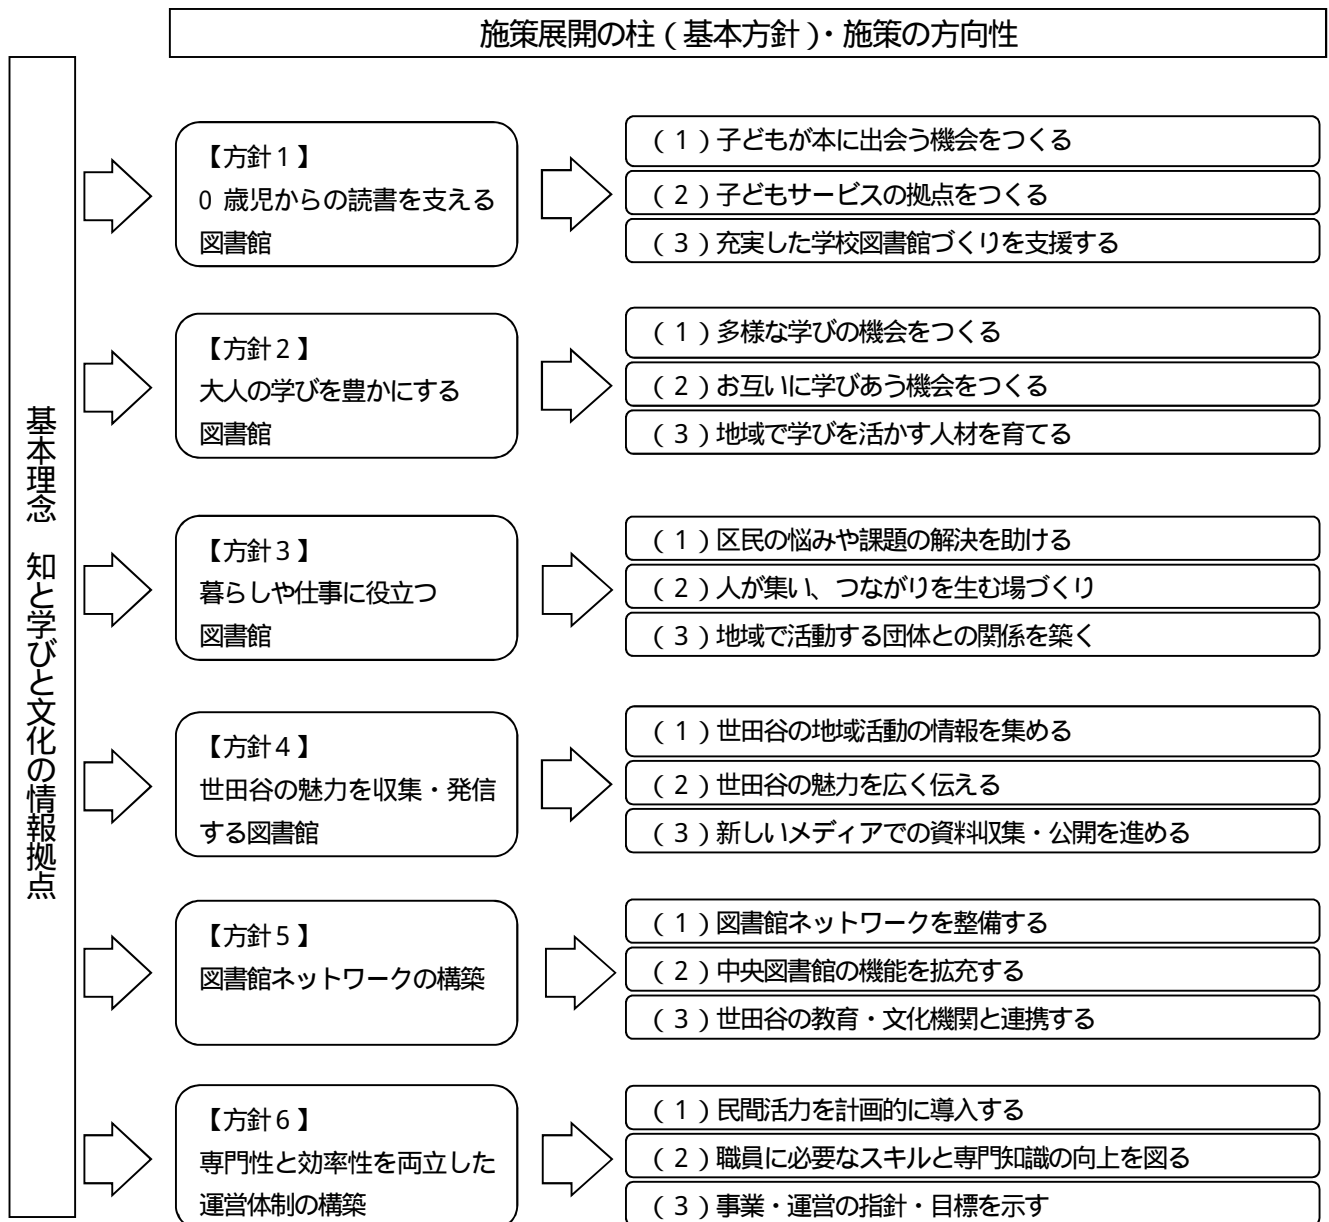 施策展開の柱(基本方針)・施策の方向性
基本理念　知と学びと文化の情報拠点
【方針1】
0 歳児からの読書を支える
図書館
(1)子どもが本に出会う機会をつくる
(2)子どもサービスの拠点をつくる
(3)充実した学校図書館づくりを支援する
【方針2】
大人の学びを豊かにする
図書館
(1)多様な学びの機会をつくる
(2)お互いに学びあう機会をつくる
(3)地域で学びを活かす人材を育てる
【方針3】
暮らしや仕事に役立つ
図書館
(1)区民の悩みや課題の解決を助ける
(2)人が集い、つながりを生む場づくり
(3)地域で活動する団体との関係を築く
【方針4】
世田谷の魅力を収集・発信
する図書館
(1)世田谷の地域活動の情報を集める
(2)世田谷の魅力を広く伝える
(3)新しいメディアでの資料収集・公開を進める
【方針5】
図書館ネットワークの構築
(1)図書館ネットワークを整備する
(2)中央図書館の機能を拡充する
(3)世田谷の教育・文化機関と連携する
【方針6】
専門性と効率性を両立した
運営体制の構築
(1)民間活力を計画的に導入する
(2)職員に必要なスキルと専門知識の向上を図る
(3)事業・運営の指針・目標を示す